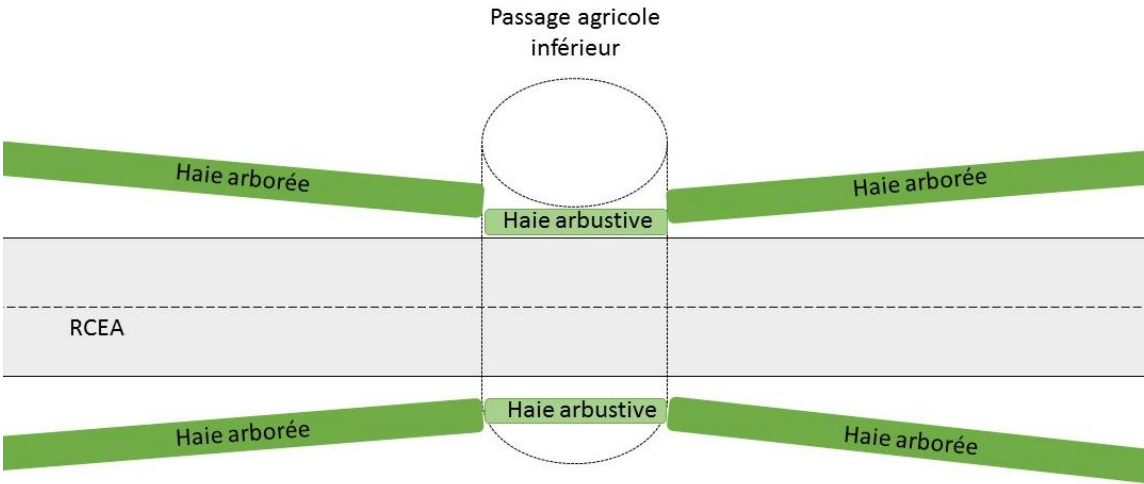 Passage agricole
inférieur
Haie arborée
Haie arborée
Haie arbustive
RCEA
Haie arbustive
Haie arborée
Haie arborée